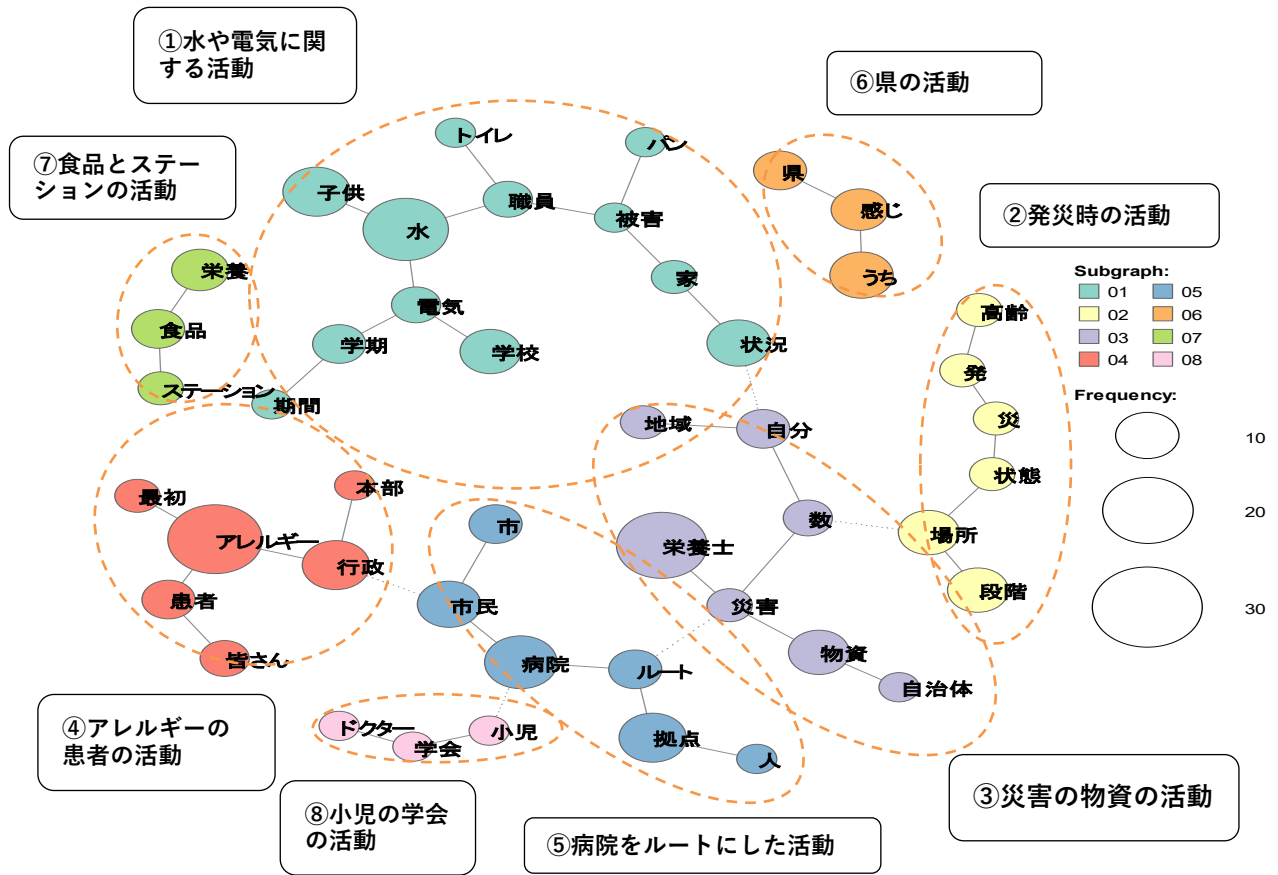 ①水や電気に関
する活動
⑥県の活動
⑦食品とステー
ションの活動
②発災時の活動
トイレ
パン
県
子供
職員
被害
感じ
水
栄養
家
うち
電気
食品
学期
学校
状況
ステーション
期間
Subgraph:
01
02
03
04
05
06
07
08
Frequency:
10
20
30
高齢
発
災
状態
場所
段階
地域
自分
数
栄養士
災害
物資
自治体
最初
本部
アレルギー
行政
患者
皆さん
市
市民
病院
ルート
拠点
人
ドクター
学会
小児
④アレルギーの
患者の活動
⑧小児の学会
の活動
⑤病院をルートにした活動
③災害の物資の活動